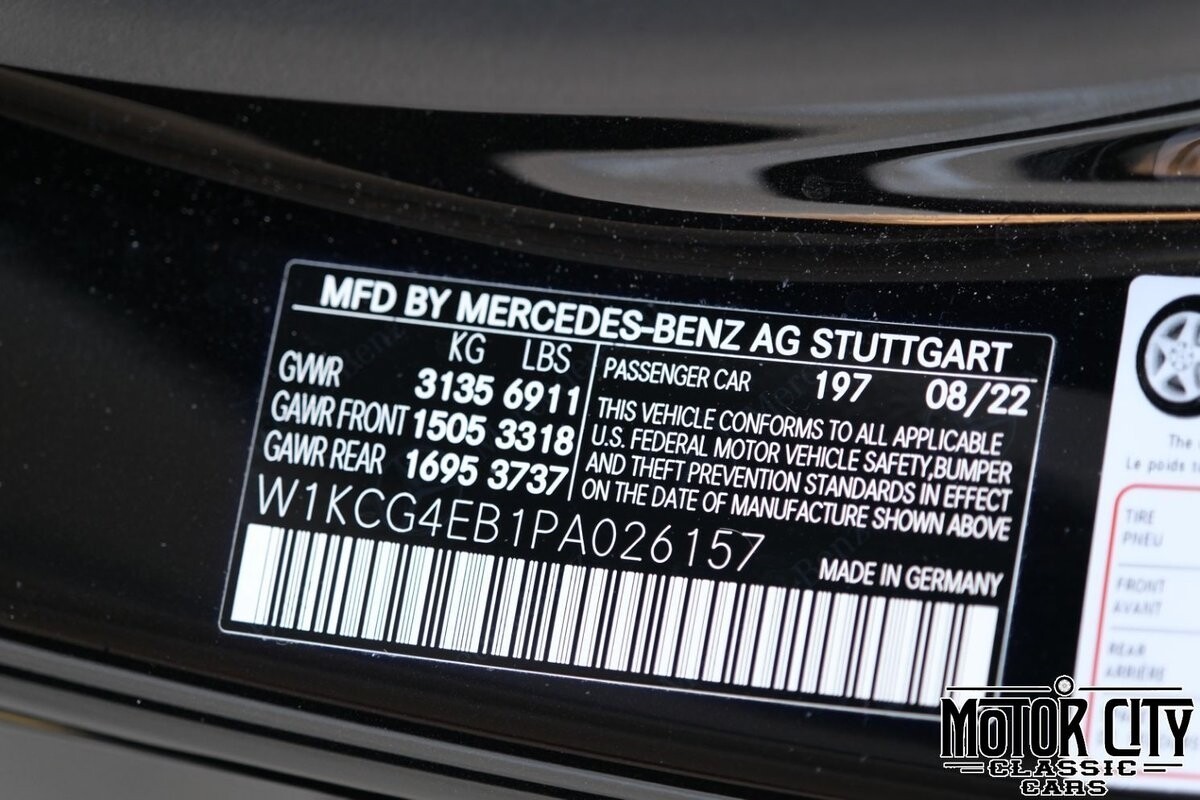 MFD BY MERCEDES-BENZ AG STUTTGART
KG LBS
GVWR 3135 6911
GAWR FRONT 1505 3318
GAWR REAR 1695 3737
PASSENGER CAR 197 08/22
THIS VEHICLE CONFORMS TO ALL APPLICABLE
U.S. FEDERAL MOTOR VEHICLE SAFETY,BUMPER
AND THEFT PREVENTION STANDARDS IN EFFECT
ON THE DATE OF MANUFACTURE SHOWN ABOVE
W1KCG4EB1PA026157
MADE IN GERMANY
The
Le poids
TIRE
PNEU
FRONT
AVANT
REAR
ARRIÈRE
MOTOR CITY
CLASSIC
CARS